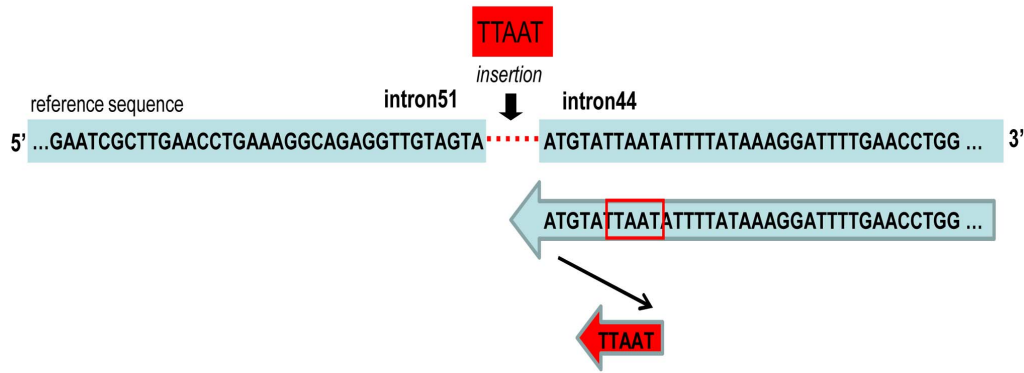 TTAAT
insertion
reference sequence
intron51
intron44
5’ ...GAATCGCTTGAACCTGAAAGGCAGAGGTTGTAGTA ATGTATTAATATTTTATAAAGGATTTTGAACCTGG ... 3’
ATGTATTAATATTTTATAAAGGATTTTGAACCTGG ...
TTAAT